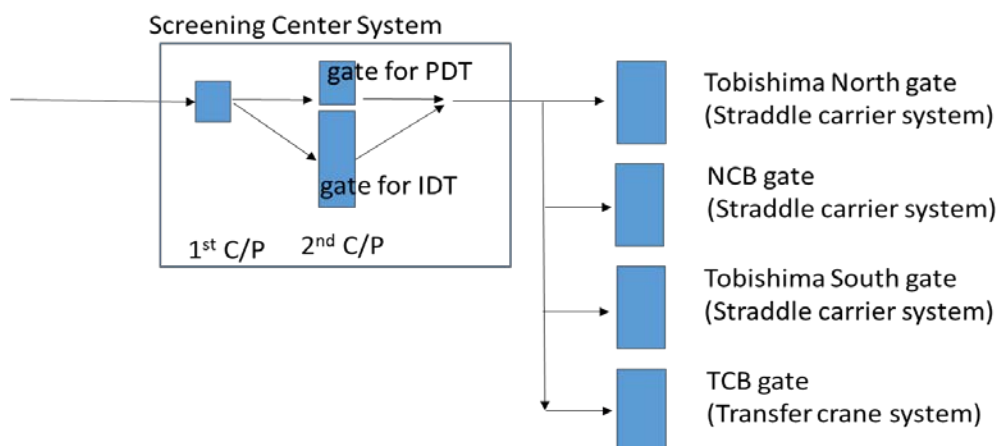 Screening Center System
gate for PDT
gate for IDT
1st C/P
2nd C/P
Tobishima North gate
(Straddle carrier system)
NCB gate
(Straddle carrier system)
Tobishima South gate
(Straddle carrier system)
TCB gate
(Transfer crane system)